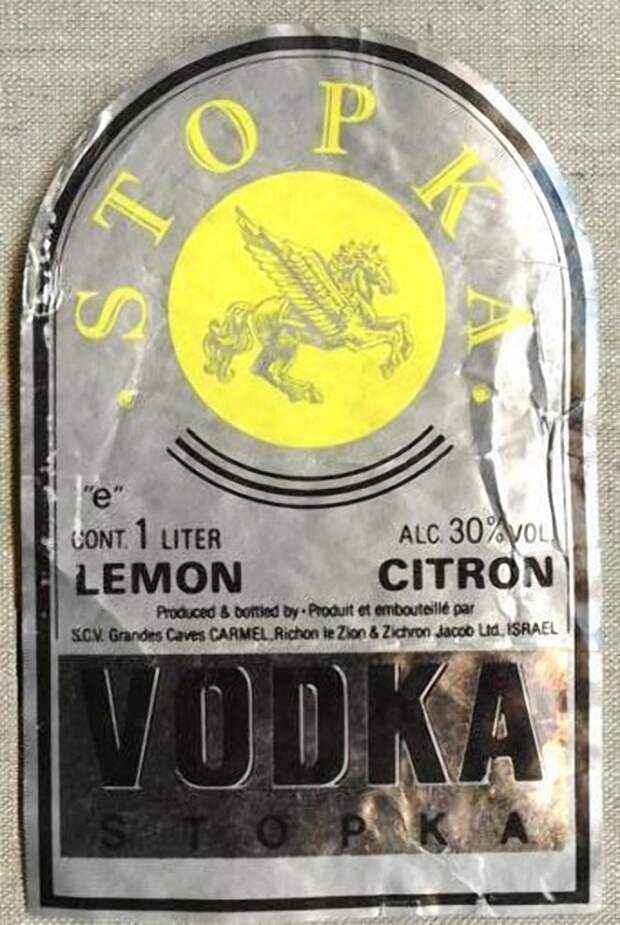 · STOPKA ·
"e"
CONT. 1 LITER ALC. 30% VOL.
LEMON CITRON
Produced & bottled by • Produit et embouteillé par
S.C.V. Grandes Caves CARMEL, Richon le Zion & Zichron Jacob Ltd., ISRAEL
VODKA
STOPKA